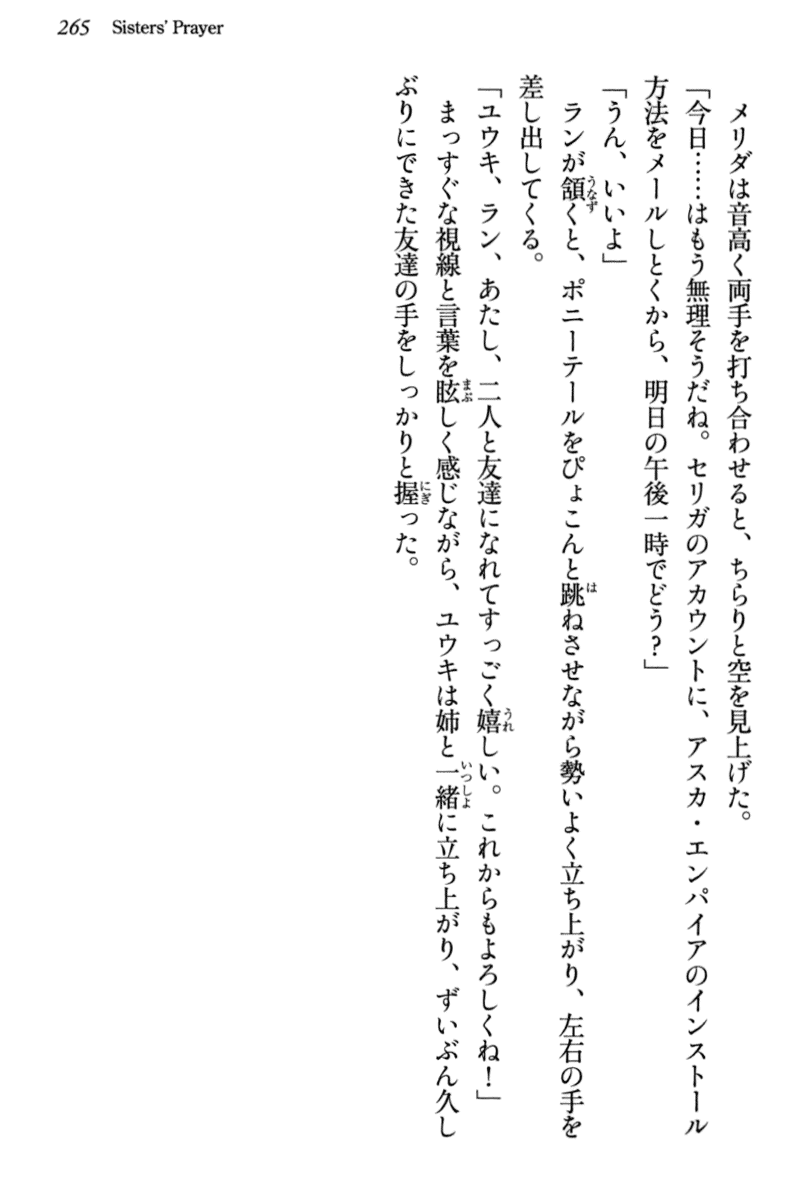 265 Sisters' Prayer
　メリダは音高く両手を打ち合わせると、ちらりと空を見上げた。
「今日……はもう無理そうだね。セリガのアカウントに、アスカ・エンパイアのインストール
方法をメールしとくから、明日の午後一時でどう？」
「うん、いいよ」
　ランが頷くと、ポニーテールをぴょこんと跳ねさせながら勢いよく立ち上がり、左右の手を
差し出してくる。
「ユウキ、ラン、あたし、二人と友達になれてすっごく嬉しい。これからもよろしくね！」
　まっすぐな視線と言葉を眩しく感じながら、ユウキは姉と一緒に立ち上がり、ずいぶん久し
ぶりにできた友達の手をしっかりと握った。